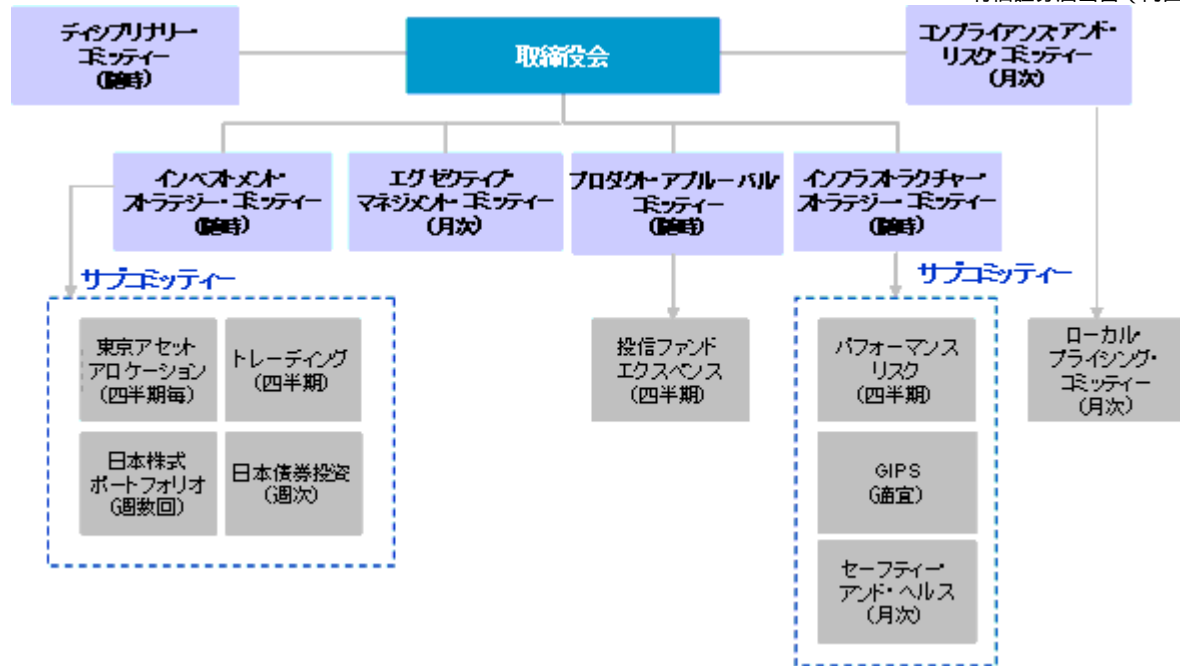 ディシプリナリー・
コミッティー
(随時)
取締役会
コンプライアンス アンド・
リスク コミッティー
(月次)
インベストメント・
ストラテジー・コミッティー
(随時)
エグゼクティブ・
マネジメント・コミッティー
(月次)
プロダクト・アプルーバル・
コミッティー
(随時)
インフラストラクチャー・
ストラテジー・コミッティー
(随時)
サブコミッティー
サブコミッティー
東京アセット
アロケーション
(四半期毎)
トレーディング
(四半期)
日本株式
ポートフォリオ
(週数回)
日本債券投資
(週次)
投信ファンド
エクスペンス
(四半期)
パフォーマンス
リスク
(四半期)
GIPS
(適宜)
セーフティー・
アンド・ヘルス
(月次)
ローカル・
プライシング・
コミッティー
(月次)